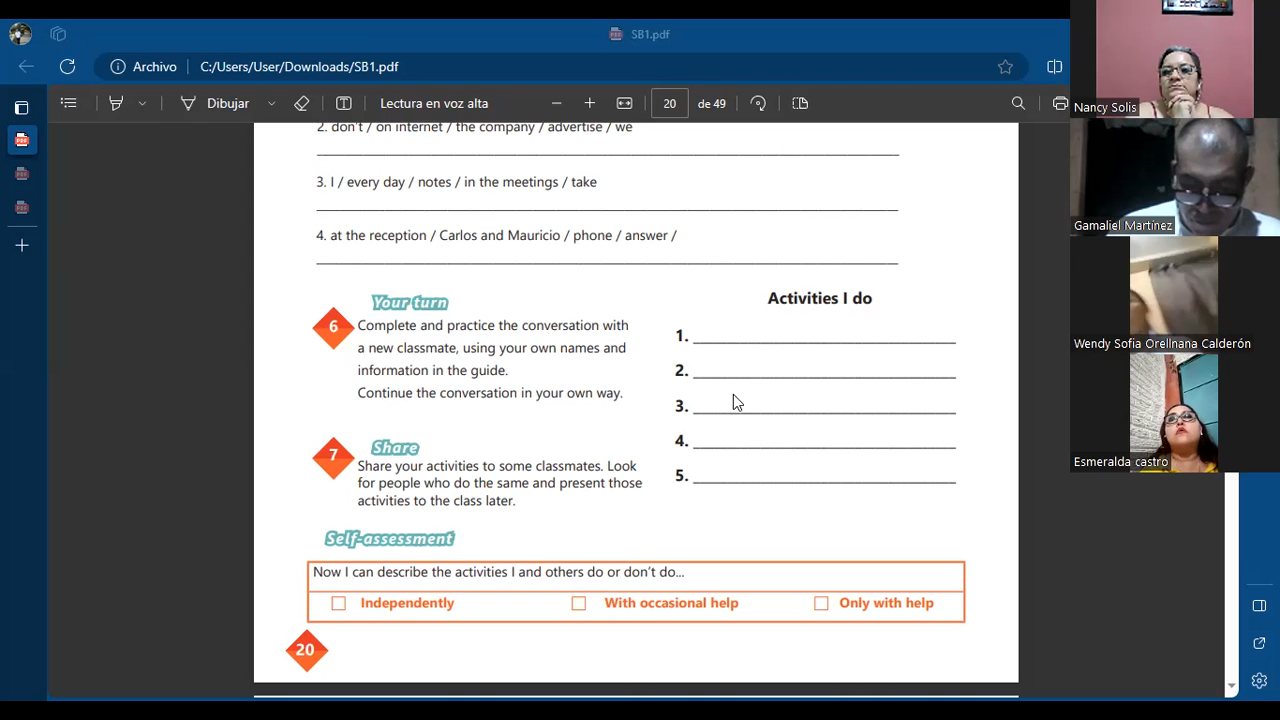 SB1.pdf
Archivo C:/Users/User/Downloads/SB1.pdf
Dibujar Lectura en voz alta 20 de 49
2. don't / on internet / the company / advertise / we
3. I / every day / notes / in the meetings / take
4. at the reception / Carlos and Mauricio / phone / answer /
Your turn
6
Complete and practice the conversation with
a new classmate, using your own names and
information in the guide.
Continue the conversation in your own way.
7
Share
Share your activities to some classmates. Look
for people who do the same and present those
activities to the class later.
Activities I do
1.
2.
3.
4.
5.
Self-assessment
Now I can describe the activities I and others do or don't do...
Independently With occasional help Only with help
20
Nancy Solis
Gamaliel Martínez
Wendy Sofia Orellnana Calderón
Esmeralda castro